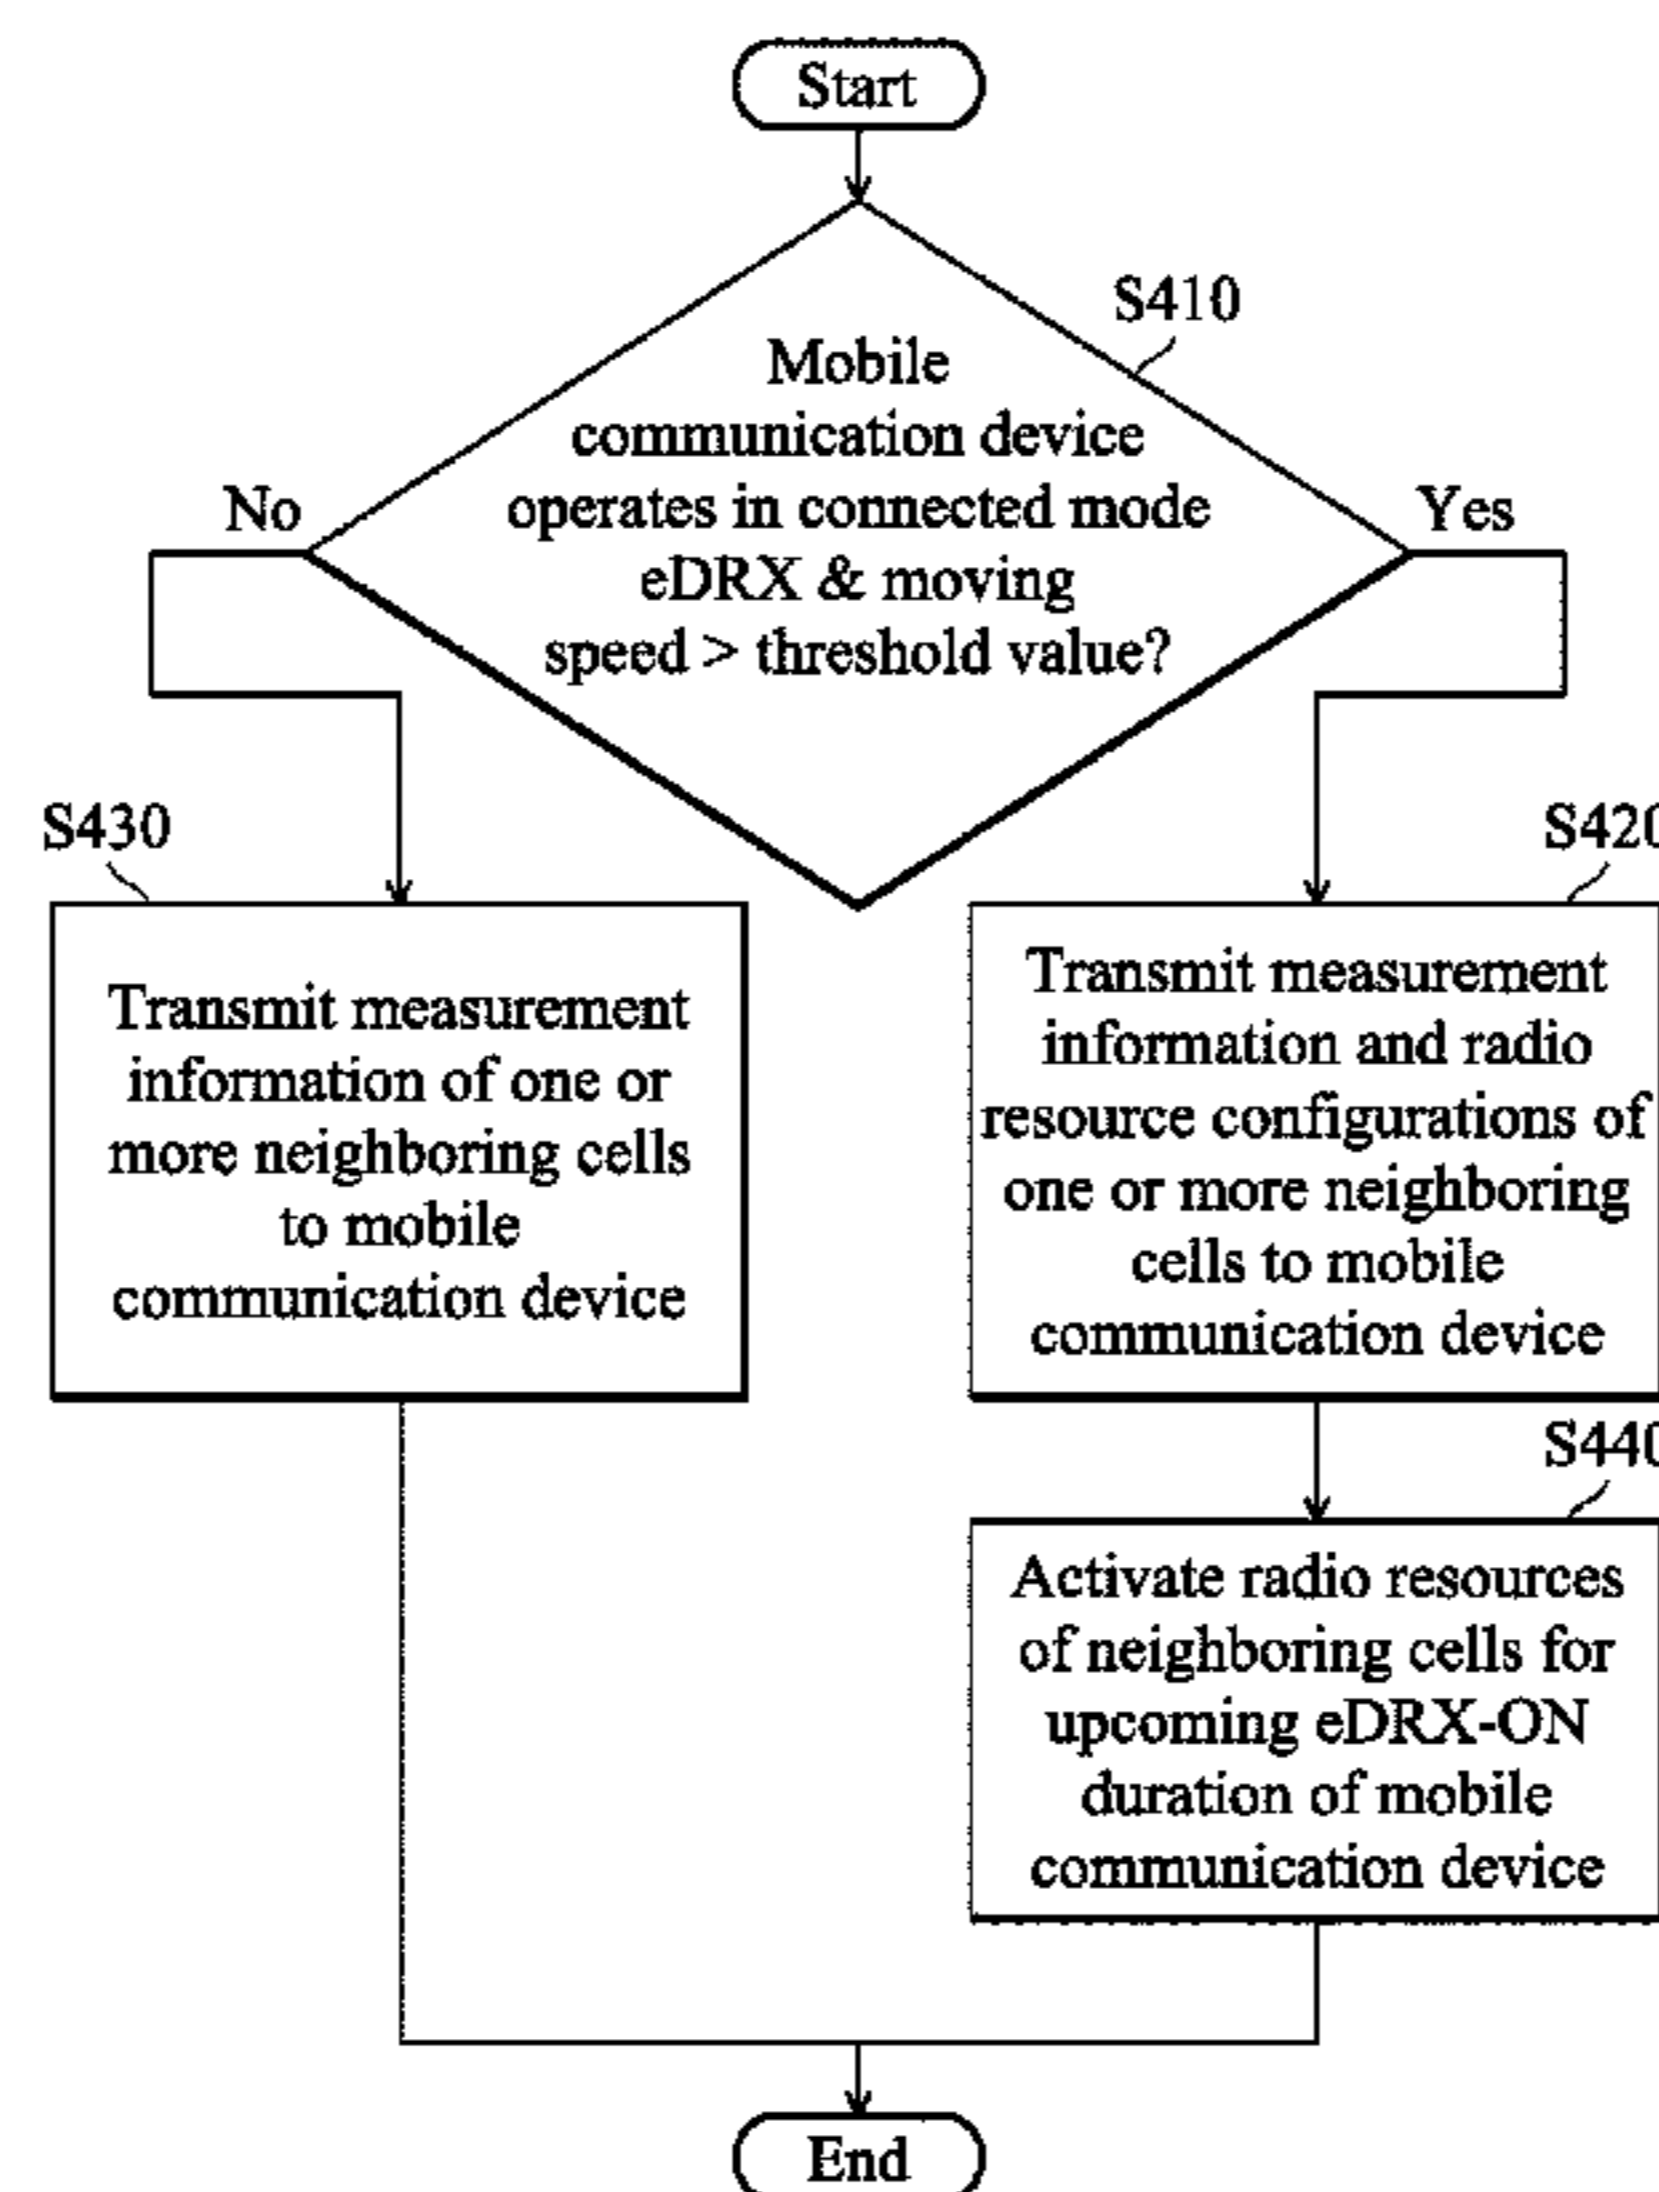 Start
S410
Mobile
communication device
operates in connected mode
eDRX & moving
speed > threshold value?
No
Yes
S430
Transmit measurement
information of one or
more neighboring cells
to mobile
communication device
S420
Transmit measurement
information and radio
resource configurations of
one or more neighboring
cells to mobile
communication device
S440
Activate radio resources
of neighboring cells for
upcoming eDRX-ON
duration of mobile
communication device
End